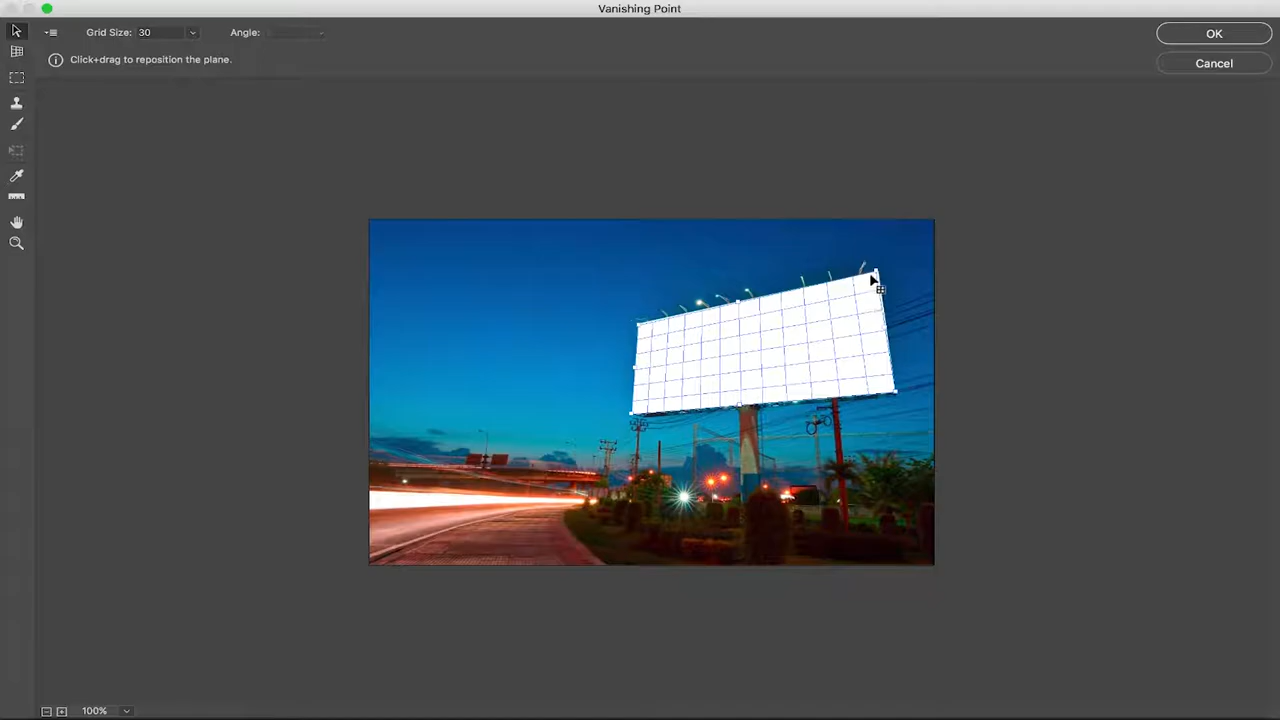 Vanishing Point
Grid Size: 30
Angle:
OK
Click+drag to reposition the plane.
Cancel
100%